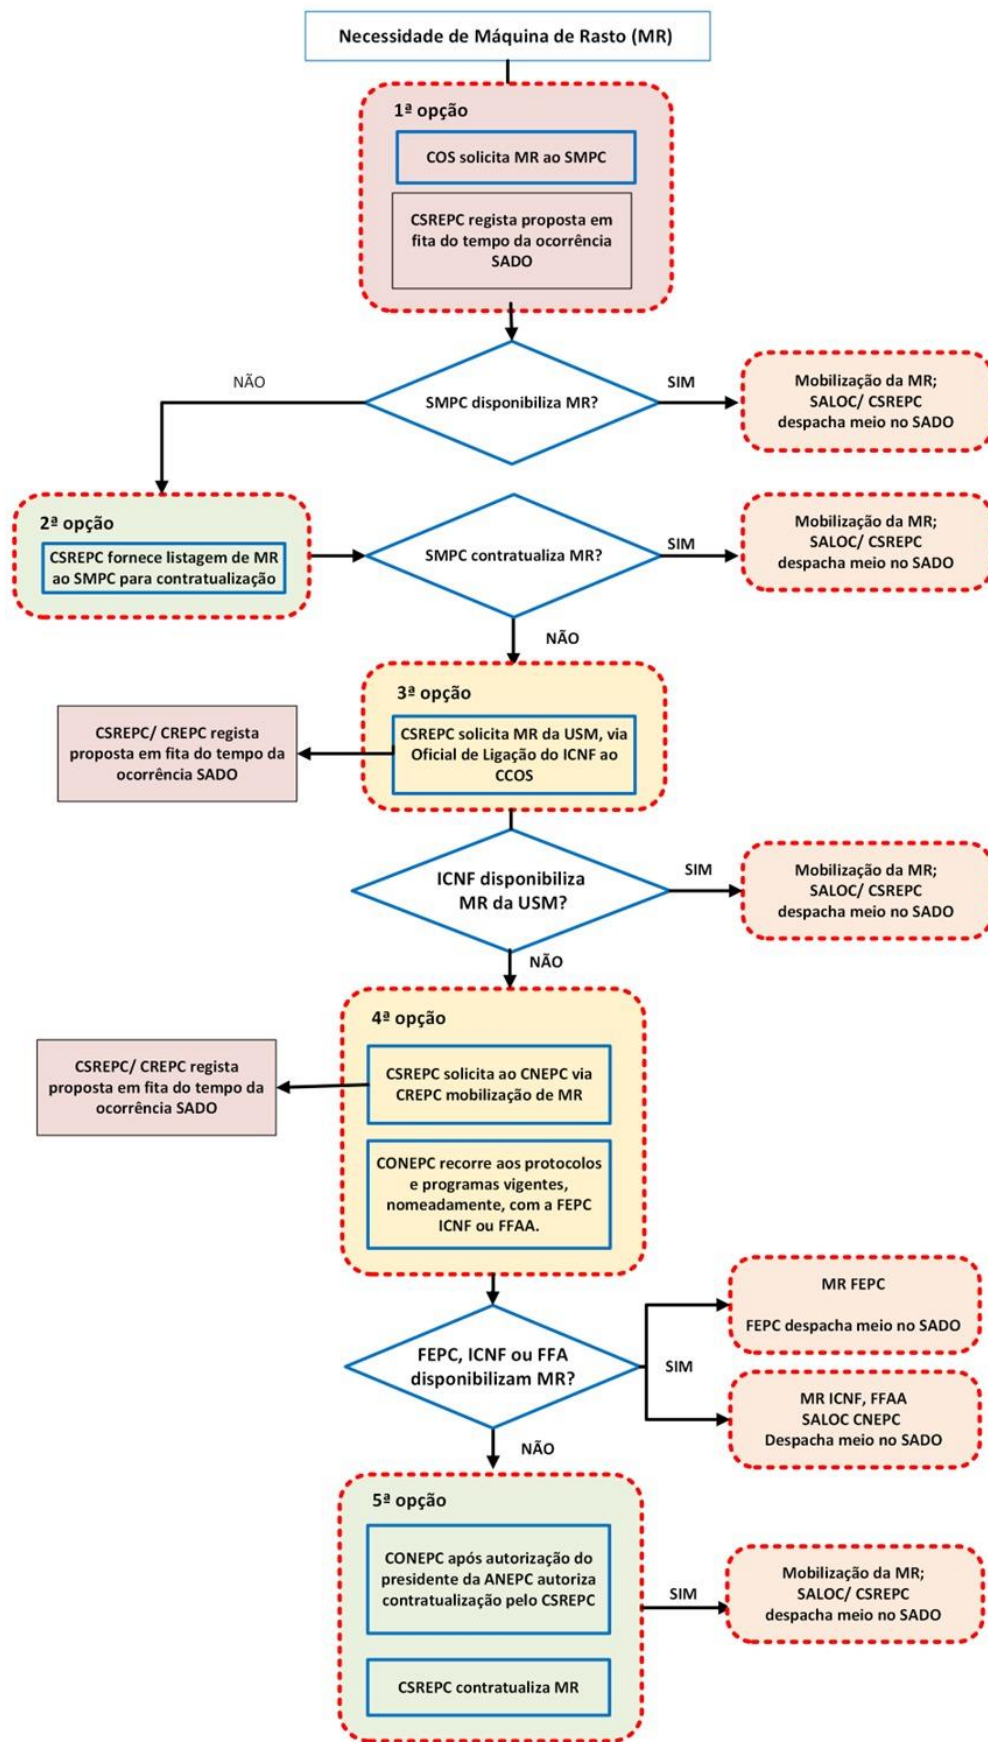 Necessidade de Máquina de Rasto (MR)
1ª opção
COS solicita MR ao SMPC
CSREPC regista proposta em
fita do tempo da ocorrência
SADO
NÃO
SMPC disponibiliza MR?
SIM
Mobilização da MR;
SALOC/ CSREPC
despacha meio no SADO
2ª opção
CSREPC fornece listagem de MR
ao SMPC para contratualização
SMPC contratualiza MR?
SIM
Mobilização da MR;
SALOC/ CSREPC
despacha meio no SADO
NÃO
3ª opção
CSREPC solicita MR da USM, via
Oficial de Ligação do ICNF ao
CCOS
CSREPC/ CREPC regista
proposta em fita do tempo da
ocorrência SADO
ICNF disponibiliza
MR da USM?
SIM
Mobilização da MR;
SALOC/ CSREPC
despacha meio no SADO
NÃO
4ª opção
CSREPC solicita ao CNEPC via
CREPC mobilização de MR
CSREPC/ CREPC regista
proposta em fita do tempo da
ocorrência SADO
CONEPC recorre aos protocolos
e programas vigentes,
nomeadamente, com a FEPC
ICNF ou FFAA.
FEPC, ICNF ou FFA
disponibilizam MR?
SIM
MR FEPC
FEPC despacha meio no SADO
MR ICNF, FFAA
SALOC CNEPC
Despacha meio no SADO
NÃO
5ª opção
CONEPC após autorização do
presidente da ANEPC autoriza
contratualização pelo CSREPC
SIM
Mobilização da MR;
SALOC/ CSREPC
despacha meio no SADO
CSREPC contratualiza MR